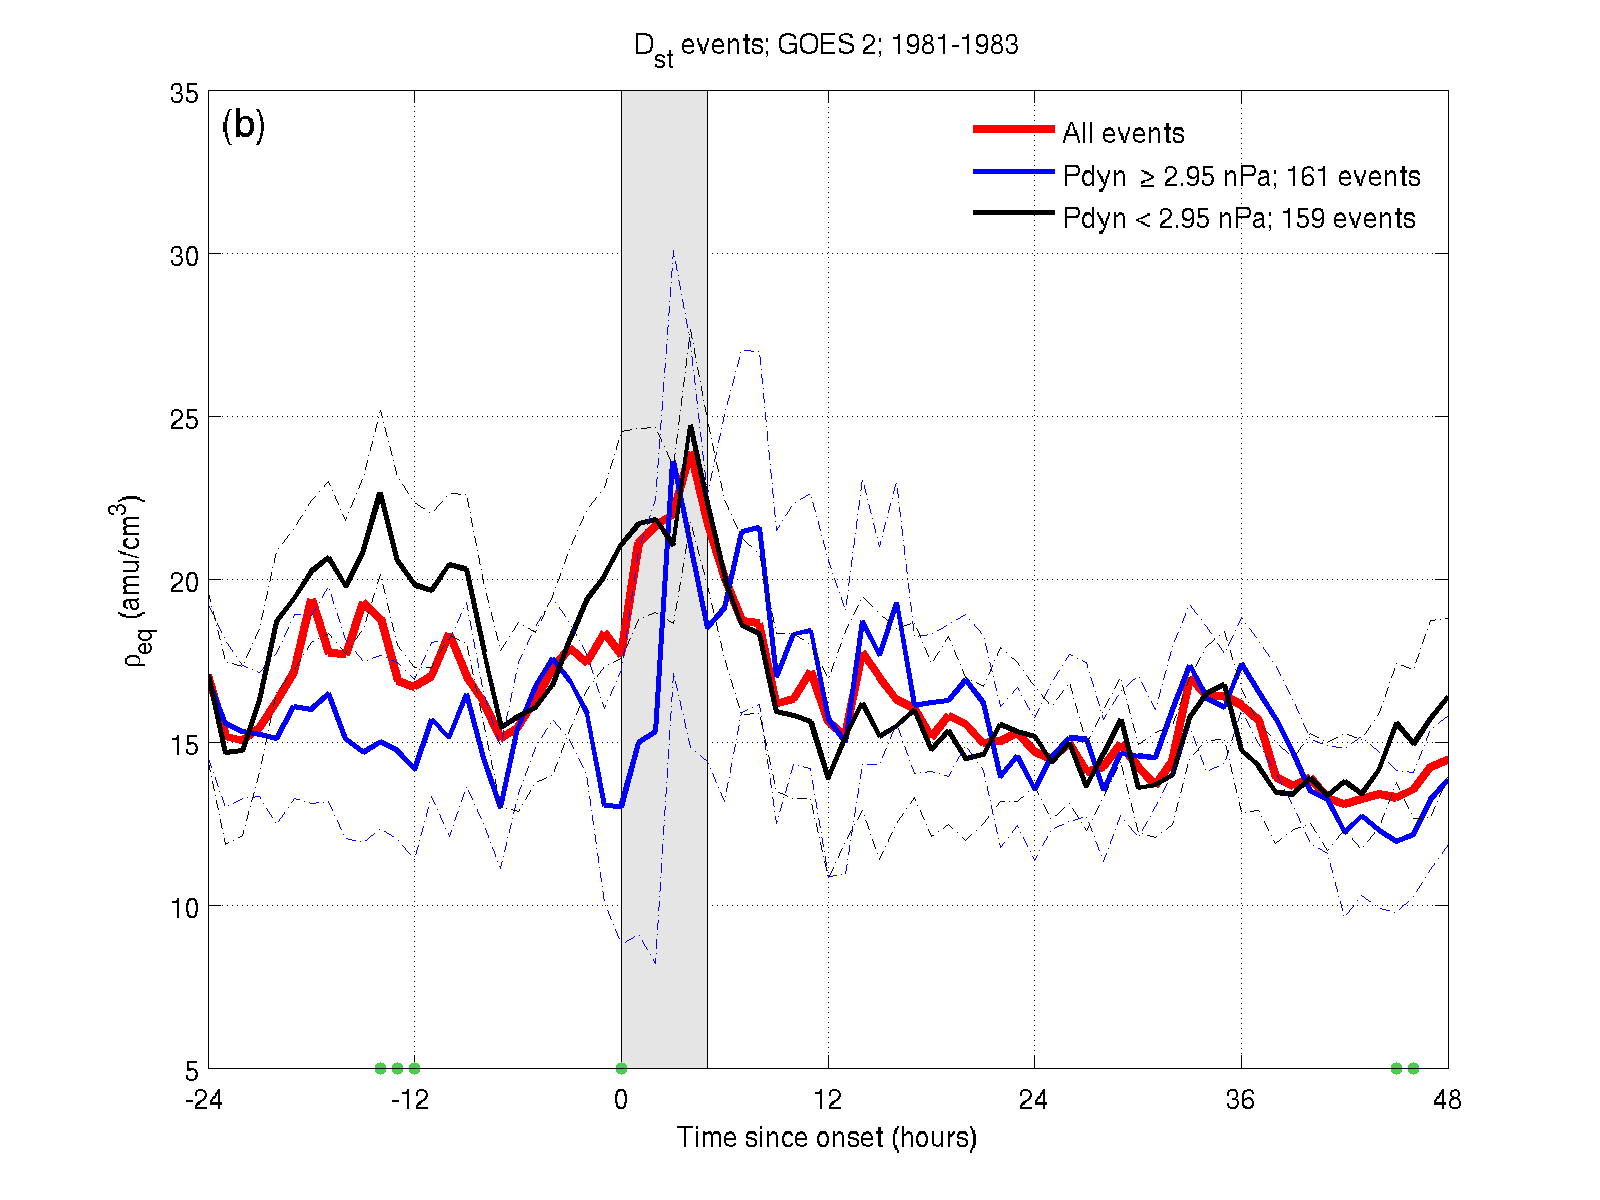 D_st events; GOES 2; 1981-1983
(b)
All events
Pdyn ≥ 2.95 nPa; 161 events
Pdyn < 2.95 nPa; 159 events
35
30
25
20
15
10
5
ρ_eq (amu/cm³)
-24 -12 0 12 24 36 48
Time since onset (hours)